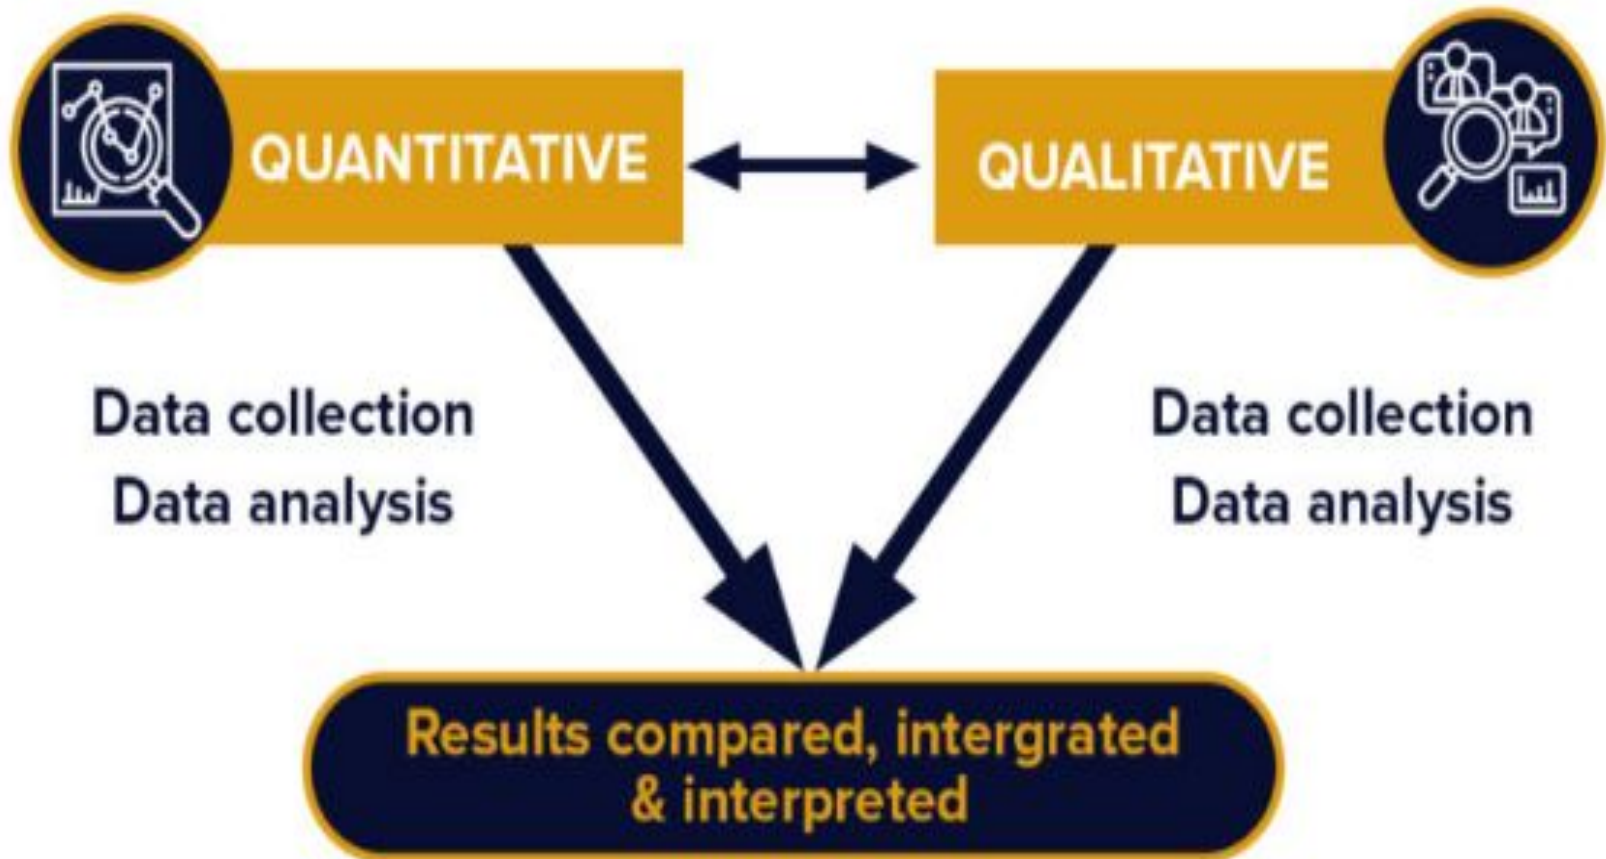 QUANTITATIVE
QUALITATIVE
Data collection
Data analysis
Data collection
Data analysis
Results compared, intergrated
& interpreted